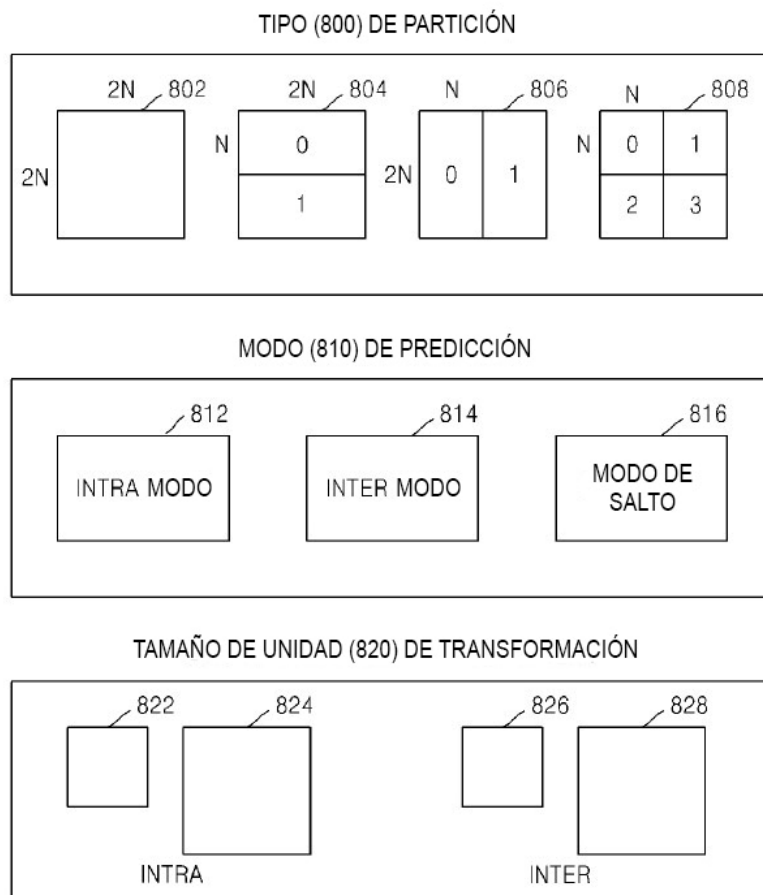 TIPO (800) DE PARTICIÓN
2N 802 2N 804 N 806 N 808
2N N 0 1 2N 0 1 N 0 1 2 3
MODO (810) DE PREDICCIÓN
812 814 816
INTRA MODO INTER MODO MODO DE SALTO
TAMAÑO DE UNIDAD (820) DE TRANSFORMACIÓN
822 824 826 828
INTRA INTER